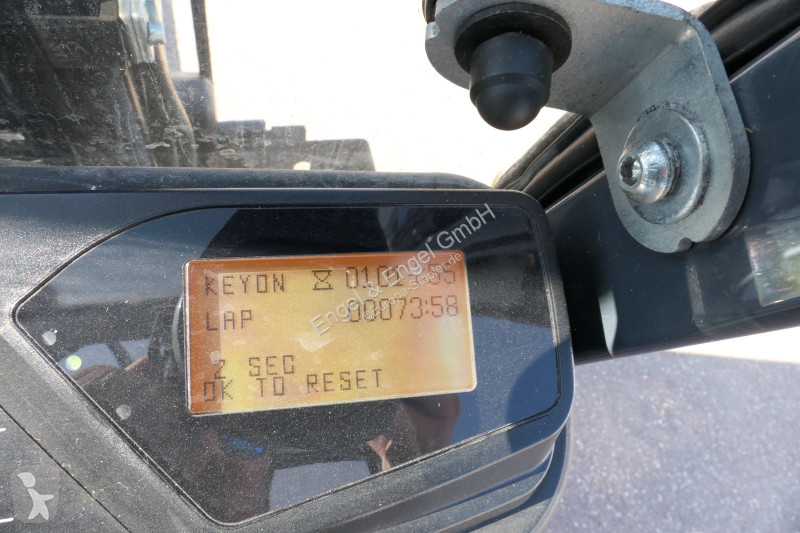 KEYON
LAP 00073:58
2 SEC
OK TO RESET
Engel & Engel GmbH